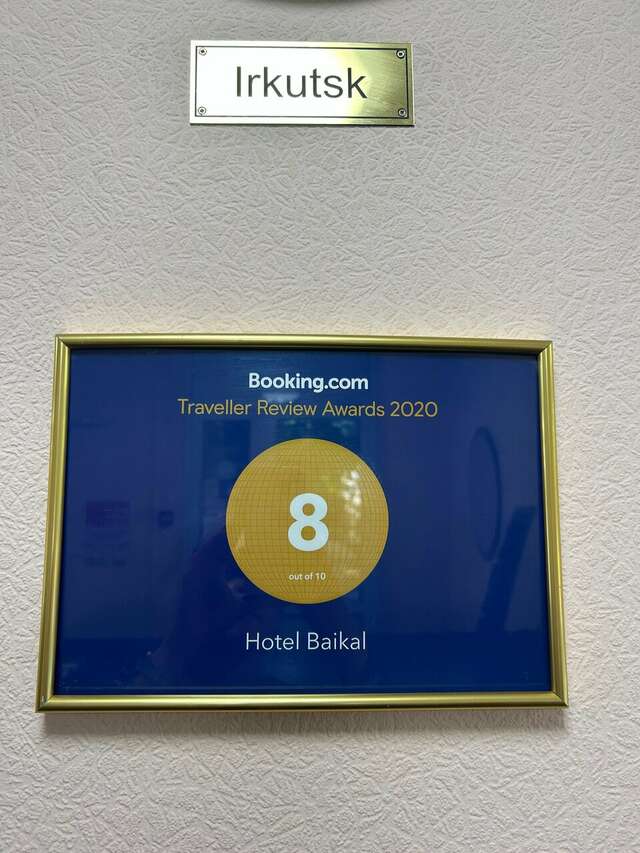 Irkutsk
Booking.com
Traveller Review Awards 2020
8
out of 10
Hotel Baikal